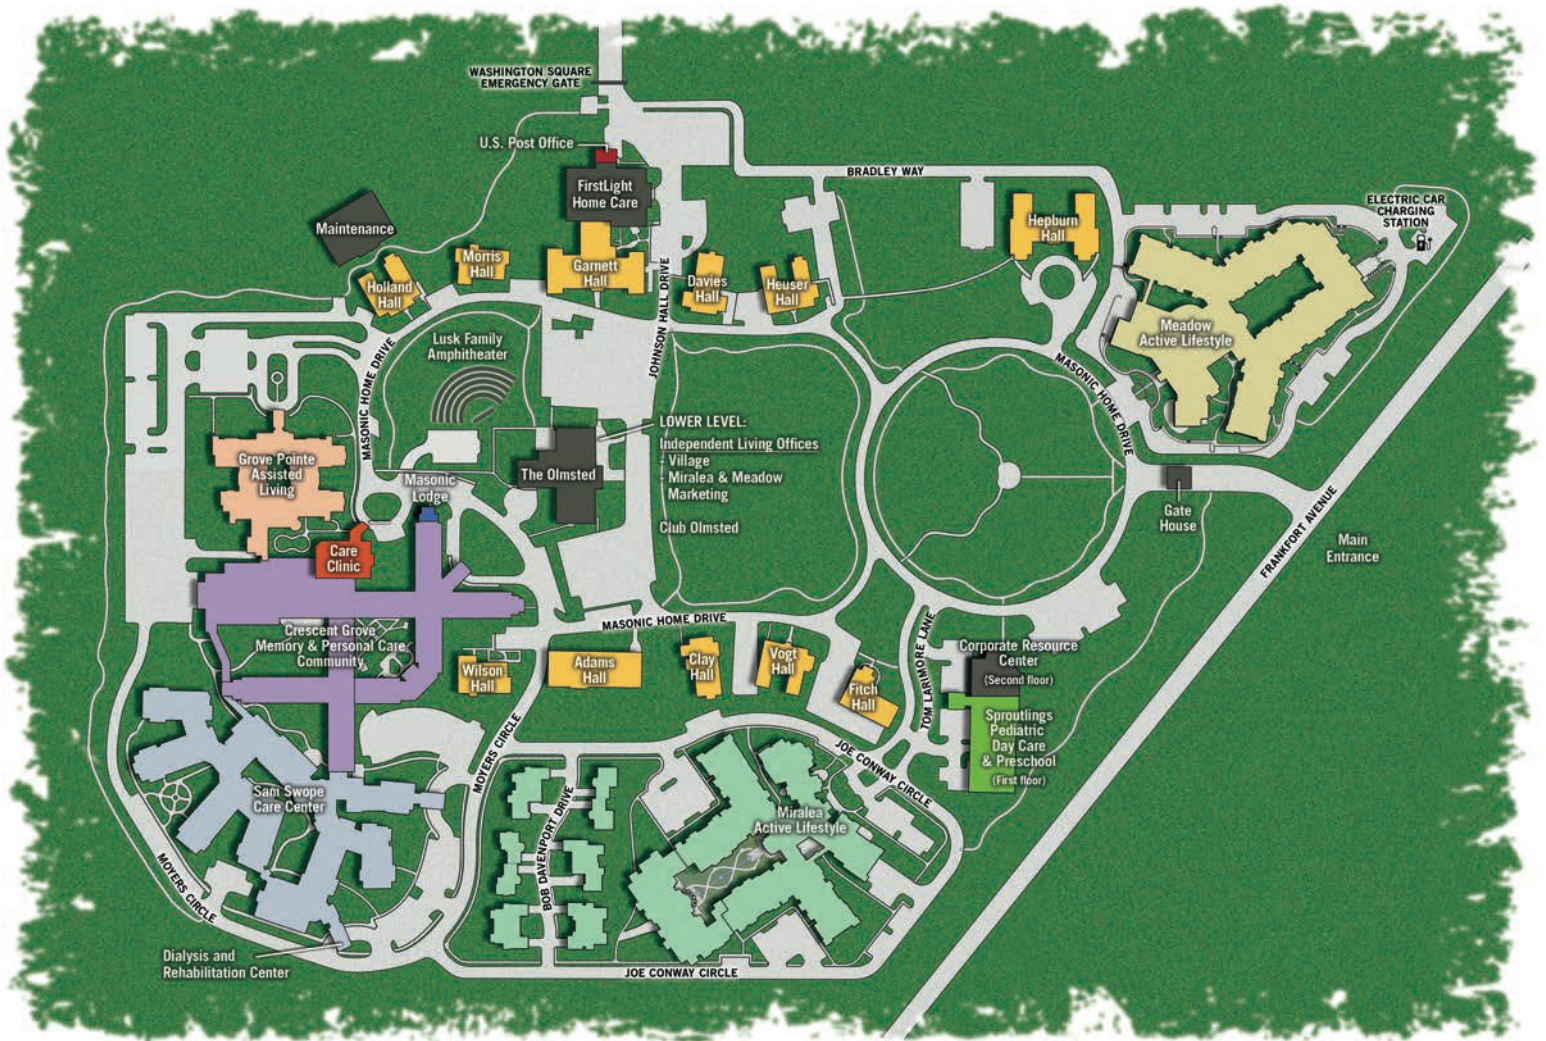 WASHINGTON SQUARE
EMERGENCY GATE
U.S. Post Office
FirstLight
Home Care
BRADLEY WAY
ELECTRIC CAR
CHARGING
STATION
Maintenance
Hepburn
Hall
Morris
Hall
Garnett
Hall
Holland
Hall
Davies
Hall
Heuser
Hall
JOHNSON HALL DRIVE
Meadow
Active Lifestyle
Lusk Family
Amphitheater
MASONIC HOME DRIVE
MASONIC HOME DRIVE
LOWER LEVEL:
Independent Living Offices
- Village
- Miralea & Meadow
Marketing
Club Olmsted
The Olmsted
Grove Pointe
Assisted
Living
Masonic
Lodge
Gate
House
FRANKFORT AVENUE
Main
Entrance
Care
Clinic
MASONIC HOME DRIVE
Crescent Grove
Memory & Personal Care
Community
Wilson
Hall
Adams
Hall
Clay
Hall
Vogt
Hall
Fitch
Hall
TOM LARIMORE LANE
Corporate Resource
Center
(Second floor)
Sproutlings
Pediatric
Day Care
& Preschool
(First floor)
MOYERS CIRCLE
JOE CONWAY CIRCLE
Sam Swope
Care Center
BOB DAVENPORT DRIVE
Miralea
Active Lifestyle
MOYERS CIRCLE
Dialysis and
Rehabilitation Center
JOE CONWAY CIRCLE